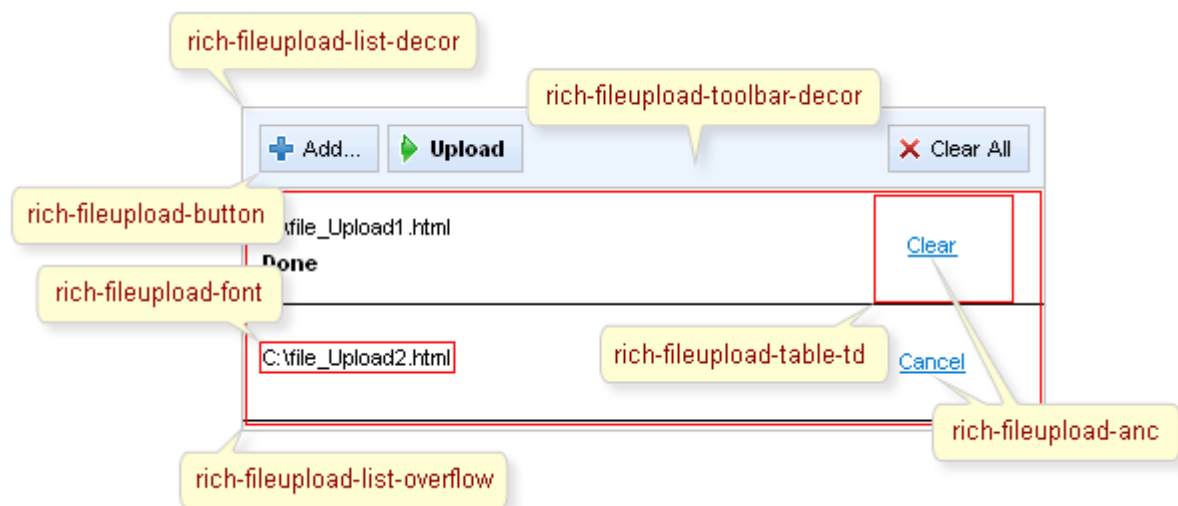 rich-fileupload-list-decor
rich-fileupload-toolbar-decor
Add... Upload Clear All
rich-fileupload-button
\file_Upload1.html
Clear
Done
rich-fileupload-font
rich-fileupload-table-td
C:\file_Upload2.html
Cancel
rich-fileupload-anc
rich-fileupload-list-overflow